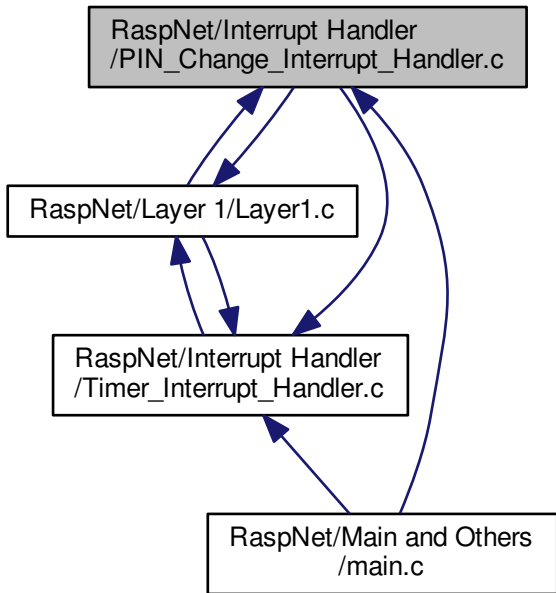 RaspNet/Interrupt Handler
/PIN_Change_Interrupt_Handler.c
RaspNet/Layer 1/Layer1.c
RaspNet/Interrupt Handler
/Timer_Interrupt_Handler.c
RaspNet/Main and Others
/main.c